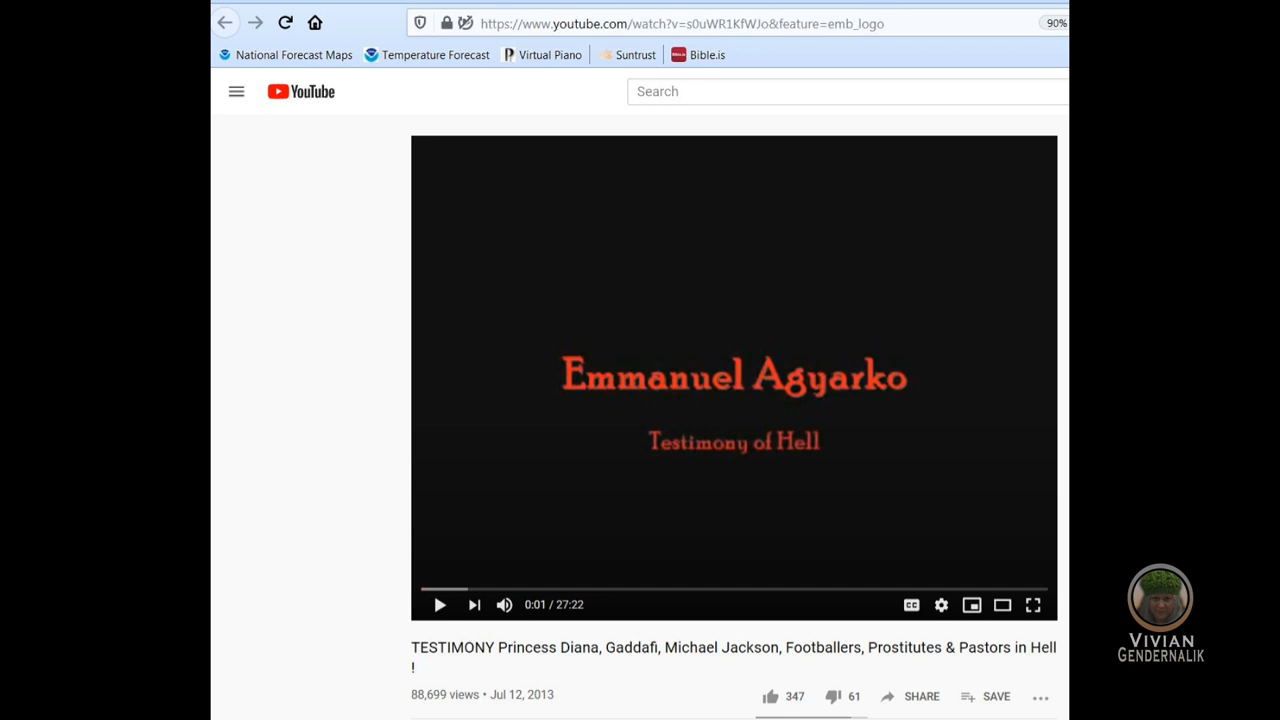 https://www.youtube.com/watch?v=s0uWR1KfWJo&feature=emb_logo
90%
National Forecast Maps
Temperature Forecast
Virtual Piano
Suntrust
Bible.is
YouTube
Search
Emmanuel Agyarko
Testimony of Hell
0:01 / 27:22
CC
TESTIMONY Princess Diana, Gaddafi, Michael Jackson, Footballers, Prostitutes & Pastors in Hell
!
88,699 views • Jul 12, 2013
347
61
SHARE
SAVE
VIVIAN
GENDERNALIK